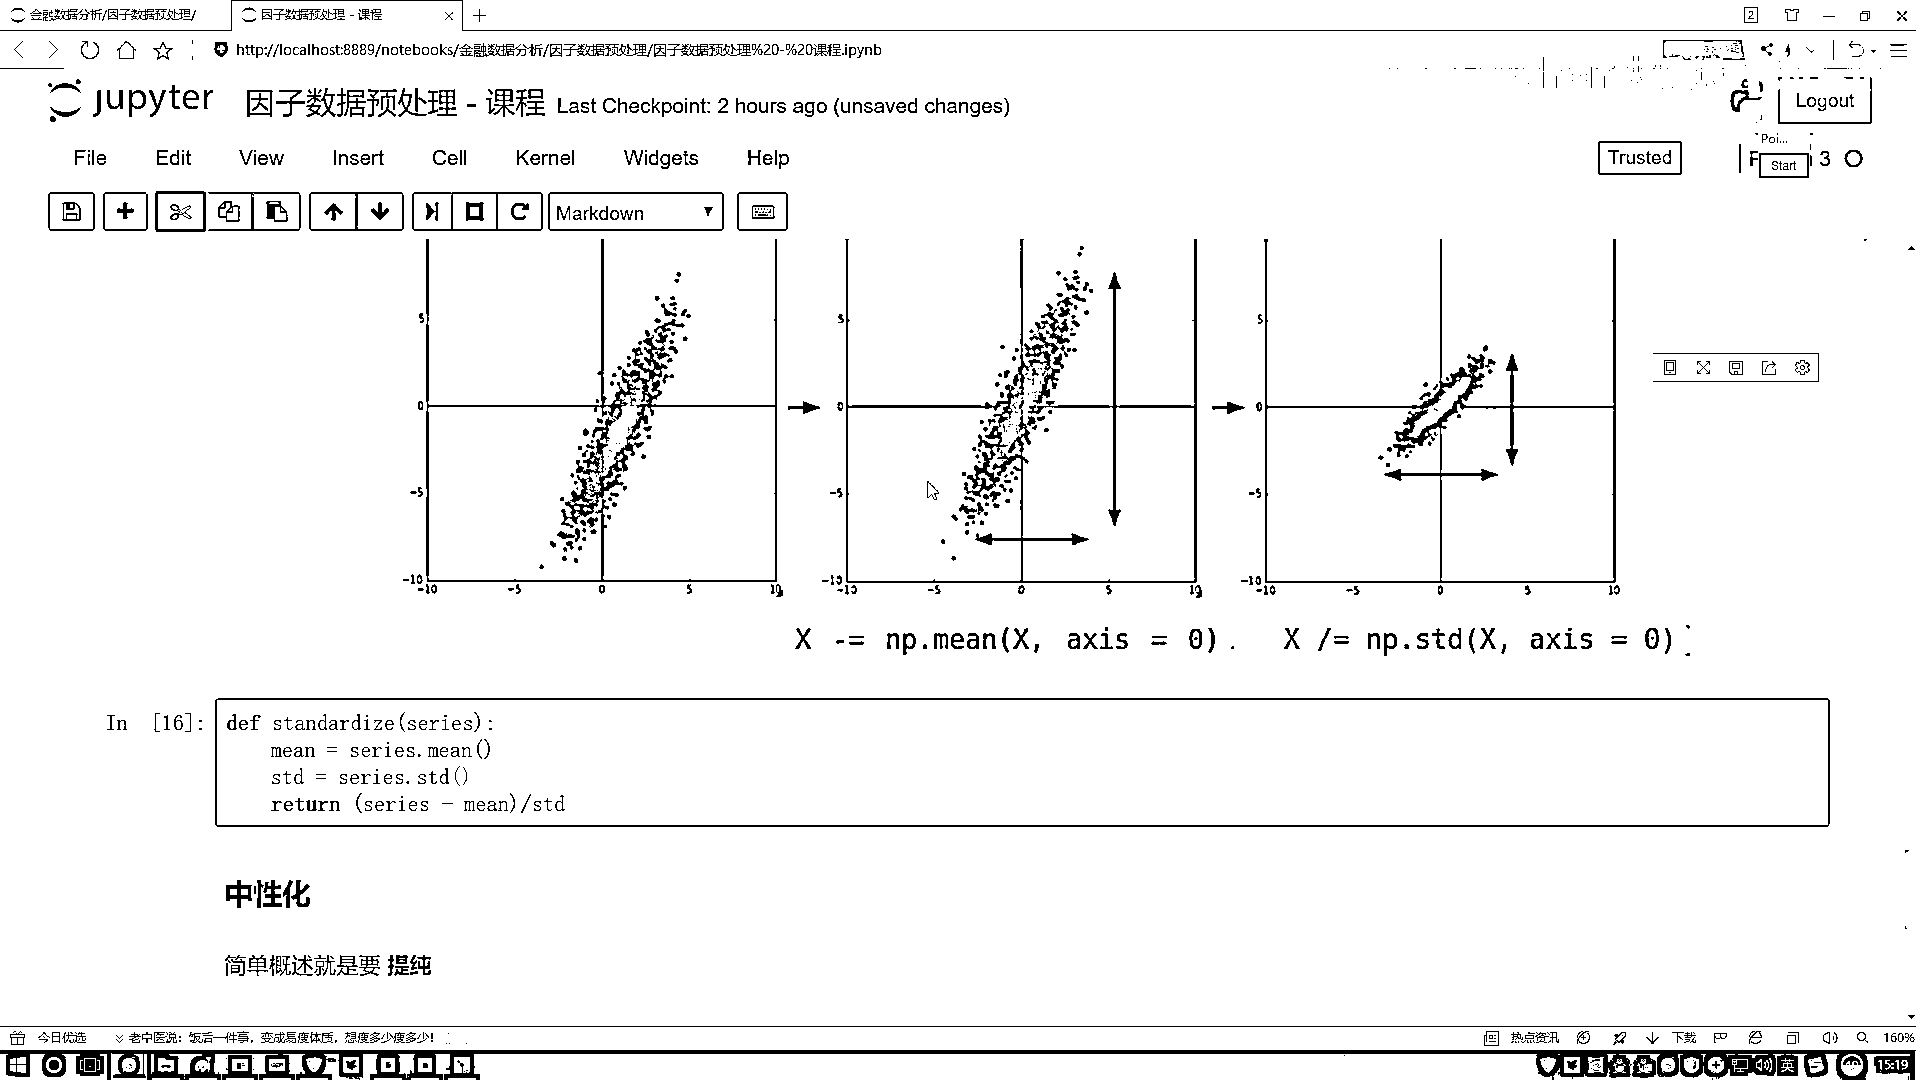 金融数据分析/因子数据预处理/
因子数据预处理 - 课程
2
http://localhost:8889/notebooks/金融数据分析/因子数据预处理/因子数据预处理%20-%20课程.ipynb
jupyter 因子数据预处理 - 课程 Last Checkpoint: 2 hours ago (unsaved changes)
Logout
File Edit View Insert Cell Kernel Widgets Help
Trusted
3
Poi...
Start
Markdown
5 5 5
0 0 0
-5 -5 -5
-10 -10 -10
-10 -5 0 5 10 -10 -5 0 5 10 -10 -5 0 5 10
X -= np.mean(X, axis = 0). X /= np.std(X, axis = 0)
In [16]: def standardize(series):
mean = series.mean()
std = series.std()
return (series - mean)/std
中性化
简单概述就是要 提纯
今日优选 老中医说：饭后一件事，变成易瘦体质，想瘦多少瘦多少！
热点资讯 下载 160%
英 15:19